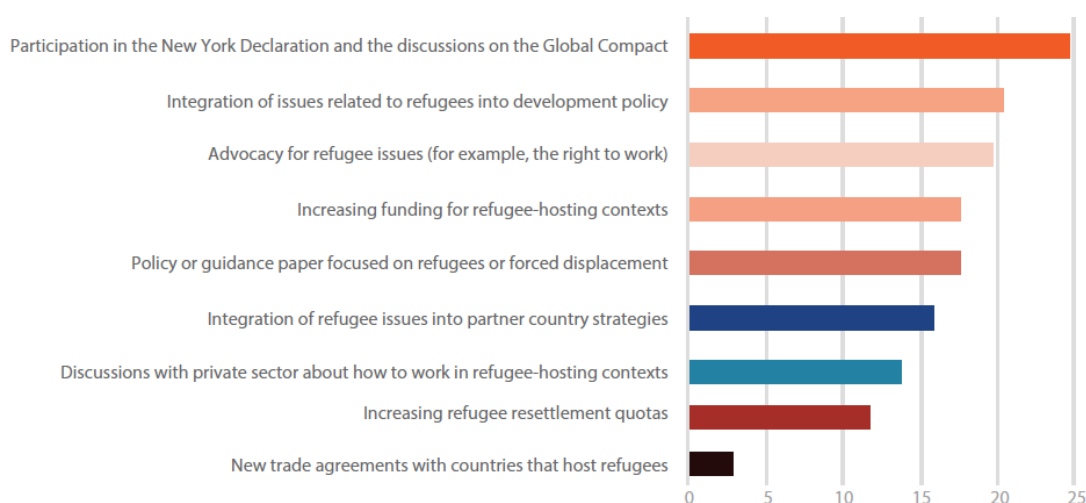 Participation in the New York Declaration and the discussions on the Global Compact
Integration of issues related to refugees into development policy
Advocacy for refugee issues (for example, the right to work)
Increasing funding for refugee-hosting contexts
Policy or guidance paper focused on refugees or forced displacement
Integration of refugee issues into partner country strategies
Discussions with private sector about how to work in refugee-hosting contexts
Increasing refugee resettlement quotas
New trade agreements with countries that host refugees
0 5 10 15 20 25